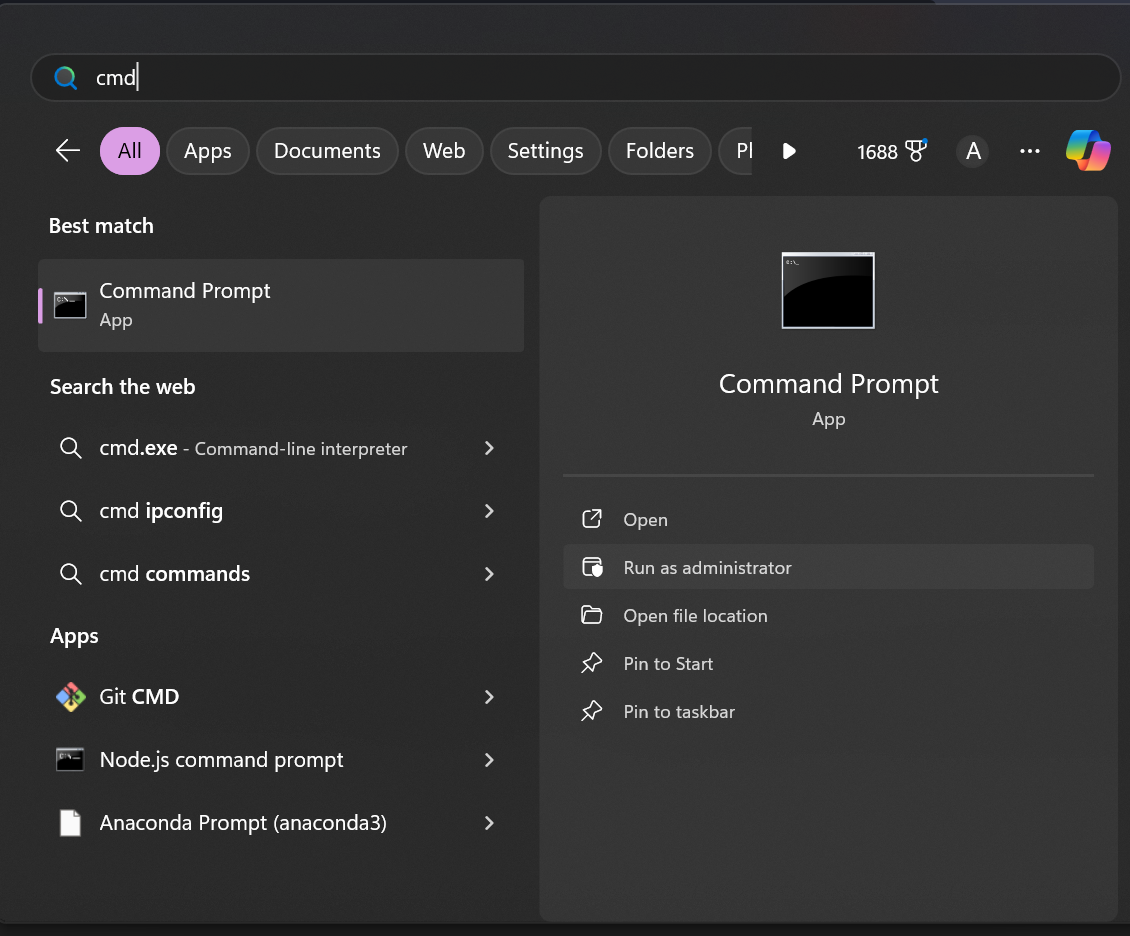 cmd
All
Apps
Documents
Web
Settings
Folders
1688
A
Best match
Command Prompt
App
Search the web
cmd.exe - Command-line interpreter
cmd ipconfig
cmd commands
Apps
Git CMD
Node.js command prompt
Anaconda Prompt (anaconda3)
Command Prompt
App
Open
Run as administrator
Open file location
Pin to Start
Pin to taskbar